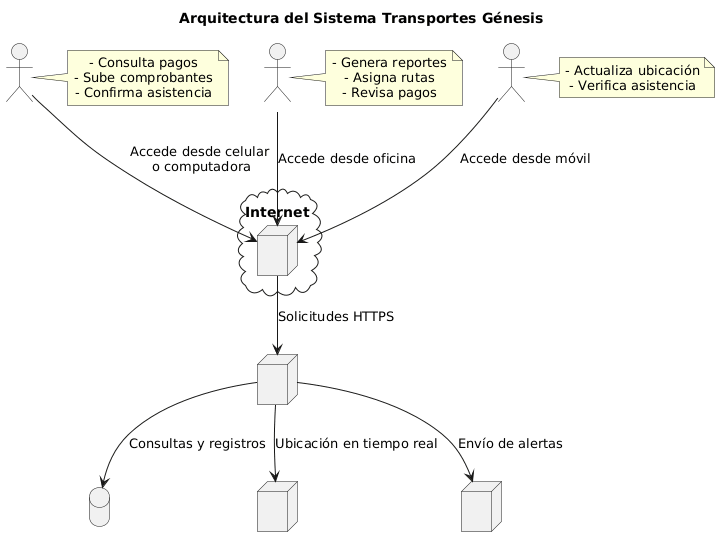 Arquitectura del Sistema Transportes Génesis
- Consulta pagos
- Sube comprobantes
- Confirma asistencia
- Genera reportes
- Asigna rutas
- Revisa pagos
- Actualiza ubicación
- Verifica asistencia
Accede desde celular
o computadora
Accede desde oficina
Accede desde móvil
Internet
Solicitudes HTTPS
Consultas y registros
Ubicación en tiempo real
Envío de alertas